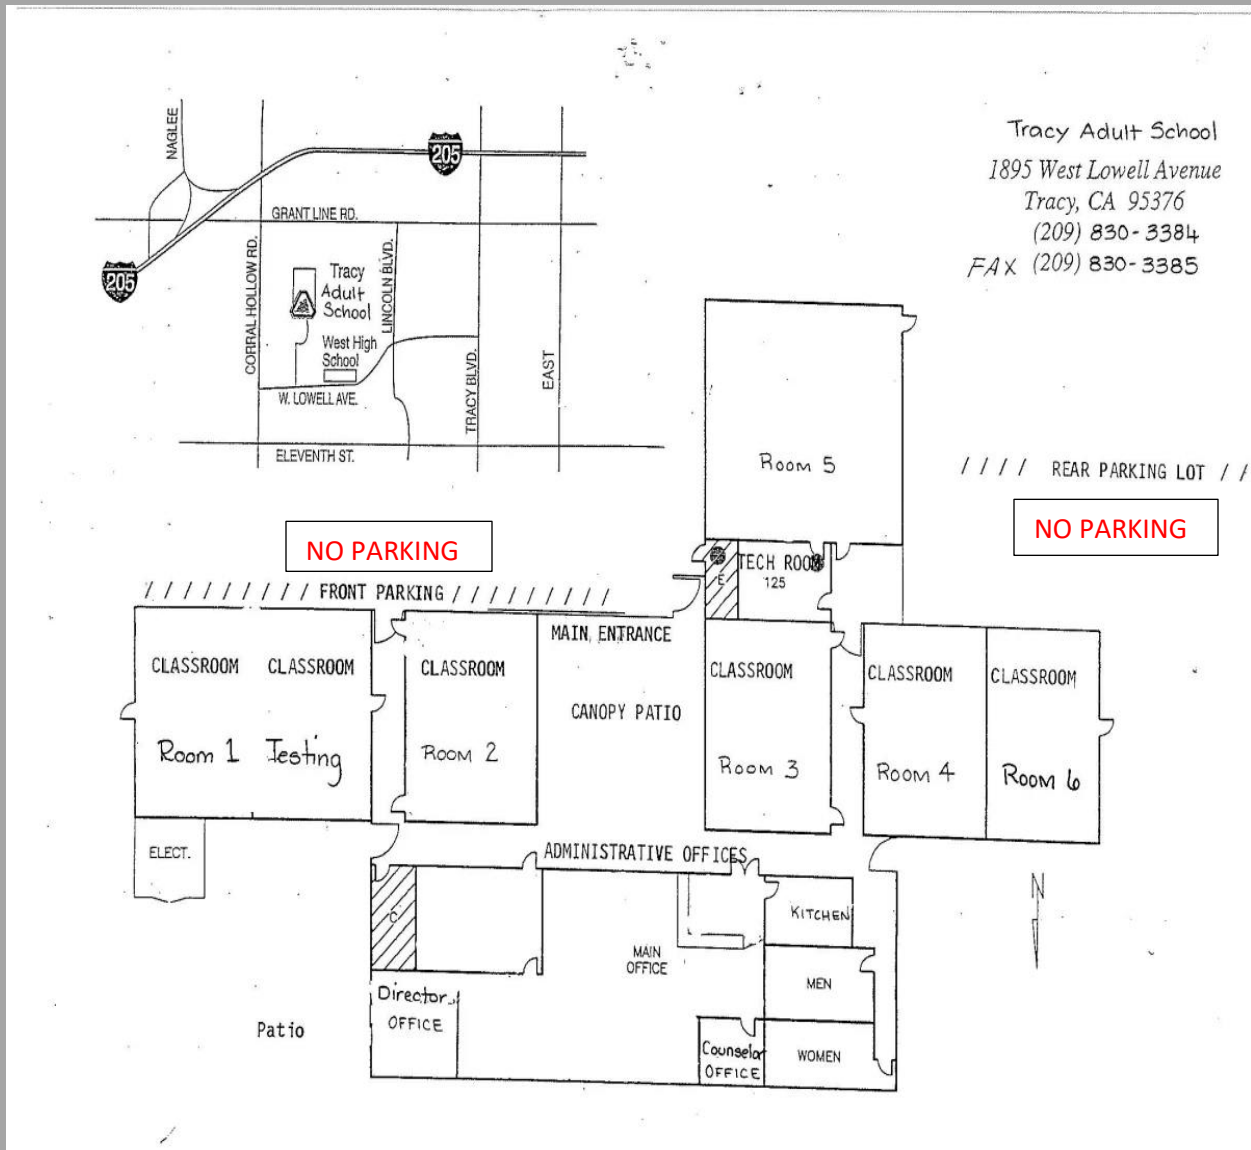 NAGLEE
205
GRANT LINE RD.
205
CORRAL HOLLOW RD.
Tracy
Adult
School
LINCOLN BLVD.
West High
School
W. LOWELL AVE.
TRACY BLVD.
EAST
ELEVENTH ST.
Tracy Adult School
1895 West Lowell Avenue
Tracy, CA 95376
(209) 830-3384
FAX (209) 830-3385
Room 5
/ / / / REAR PARKING LOT / /
NO PARKING
NO PARKING
/ / / / / / / / / FRONT PARKING / / / / / / / / /
E
TECH ROOM
125
MAIN ENTRANCE
CLASSROOM
CLASSROOM
CLASSROOM
CLASSROOM
CLASSROOM
CLASSROOM
CANOPY PATIO
Room 1
Testing
Room 2
Room 3
Room 4
Room 6
ELECT.
ADMINISTRATIVE OFFICES
C
KITCHEN
N
MAIN
OFFICE
MEN
Director
OFFICE
Patio
Counselor
OFFICE
WOMEN